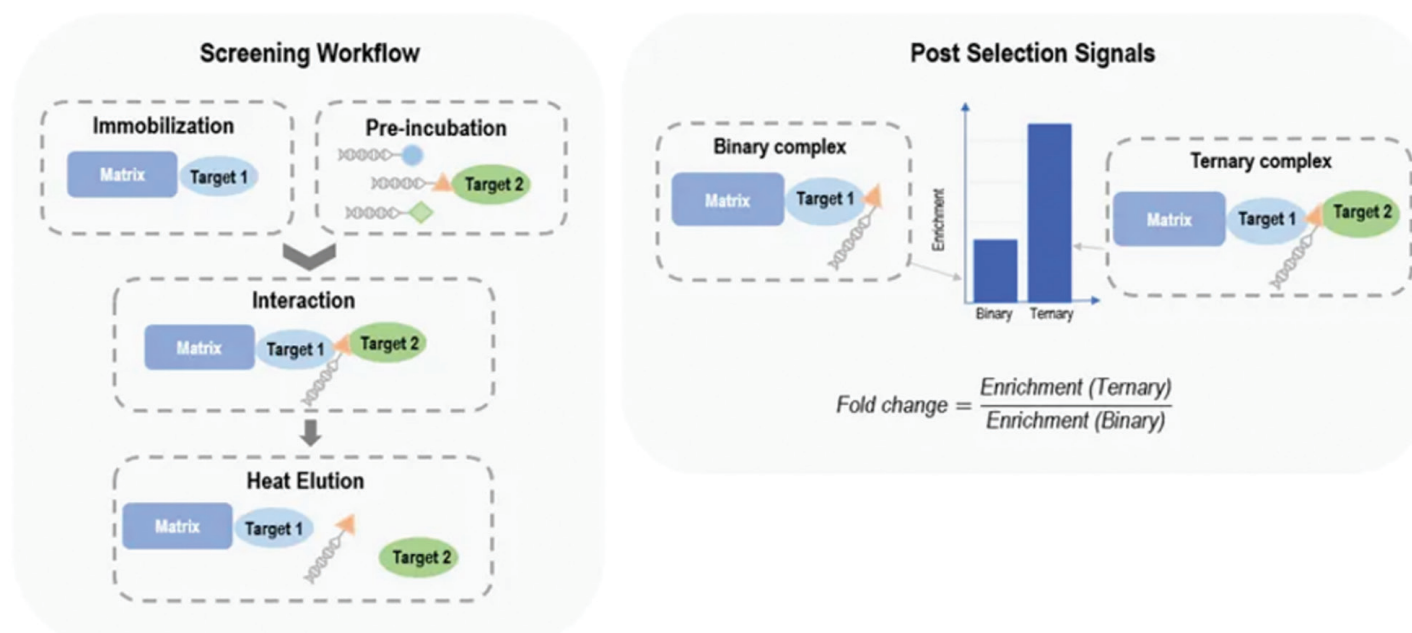 Screening Workflow
Immobilization
Matrix
Target 1
Pre-incubation
Target 2
Interaction
Matrix
Target 1
Target 2
Heat Elution
Matrix
Target 1
Target 2
Post Selection Signals
Binary complex
Matrix
Target 1
Enrichment
Binary
Ternary
Ternary complex
Matrix
Target 1
Target 2
Fold change = Enrichment (Ternary)
Enrichment (Binary)